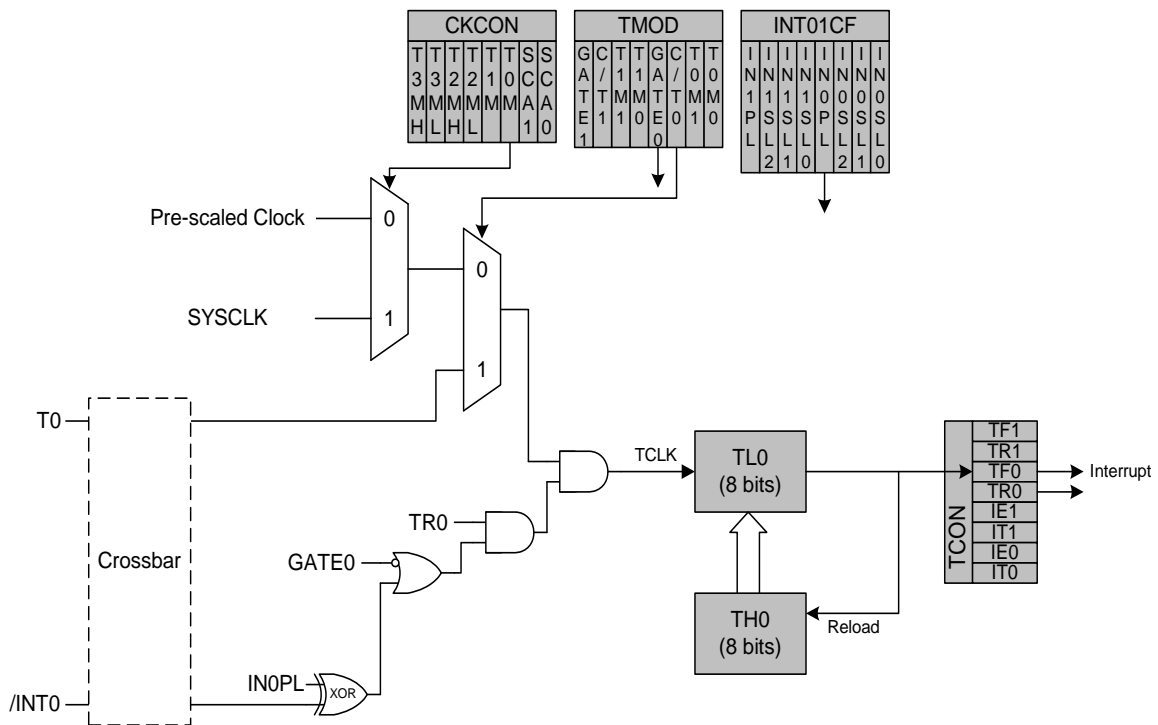 CKCON
T3MH
T3ML
T2MH
T2ML
T1M
T0M
SCA1
SCA0
TMOD
GATE1
C/T1
T1M1
T1M0
GATE0
C/T0
T0M1
T0M0
INT01CF
IN1PL
IN1SL2
IN1SL1
IN1SL0
IN0PL
IN0SL2
IN0SL1
IN0SL0
Pre-scaled Clock
0
SYSCLK
1
0
1
T0
Crossbar
/INT0
TR0
GATE0
IN0PL
XOR
TCLK
TL0
(8 bits)
TH0
(8 bits)
Reload
TCON
TF1
TR1
TF0
TR0
IE1
IT1
IE0
IT0
Interrupt